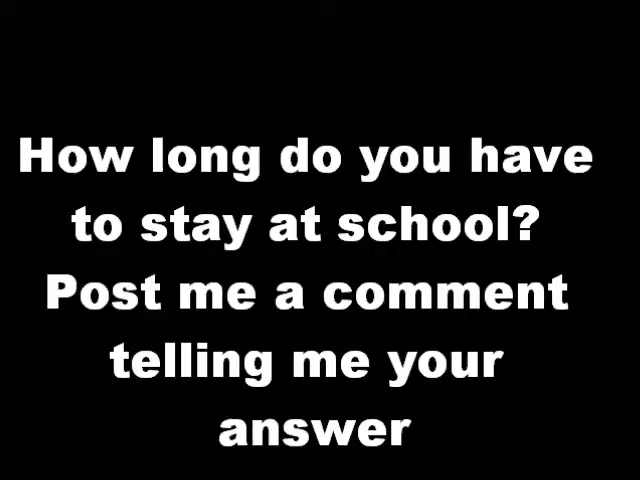 How long do you have
to stay at school?
Post me a comment
telling me your
answer